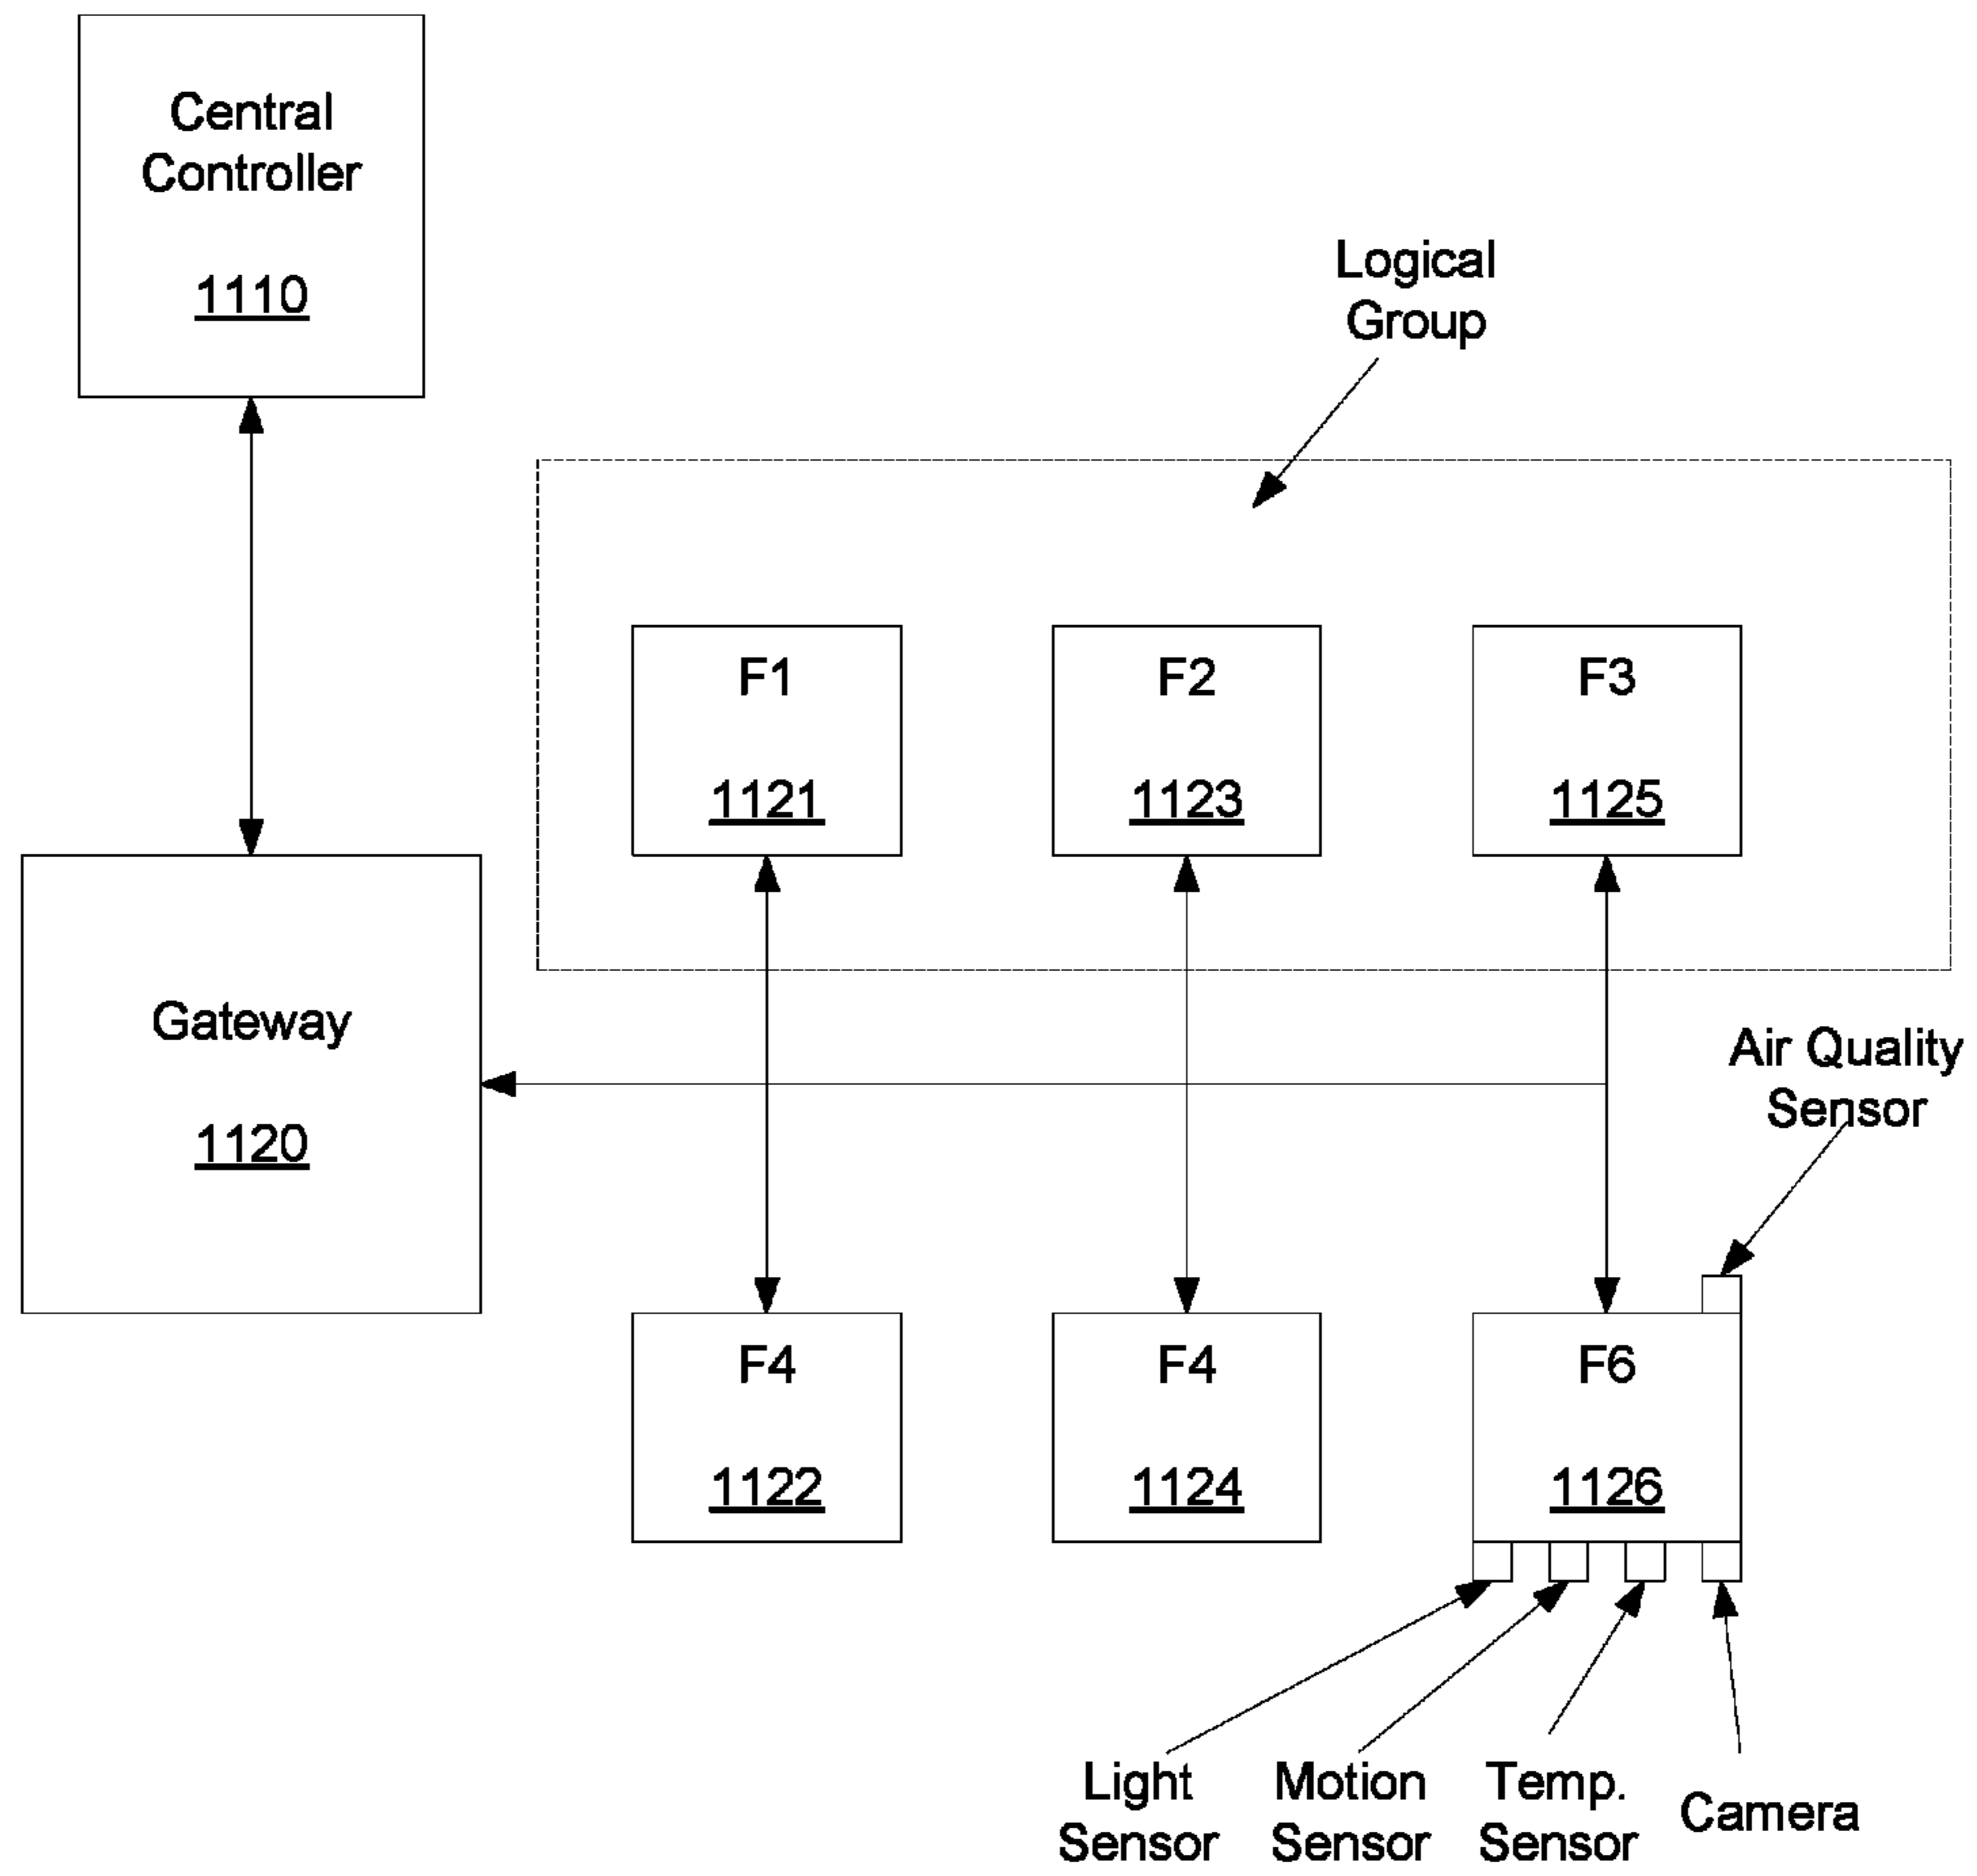 Central
Controller
1110
Logical
Group
F1
1121
F2
1123
F3
1125
Gateway
1120
Air Quality
Sensor
F4
1122
F4
1124
F6
1126
Light
Sensor
Motion
Sensor
Temp.
Sensor
Camera